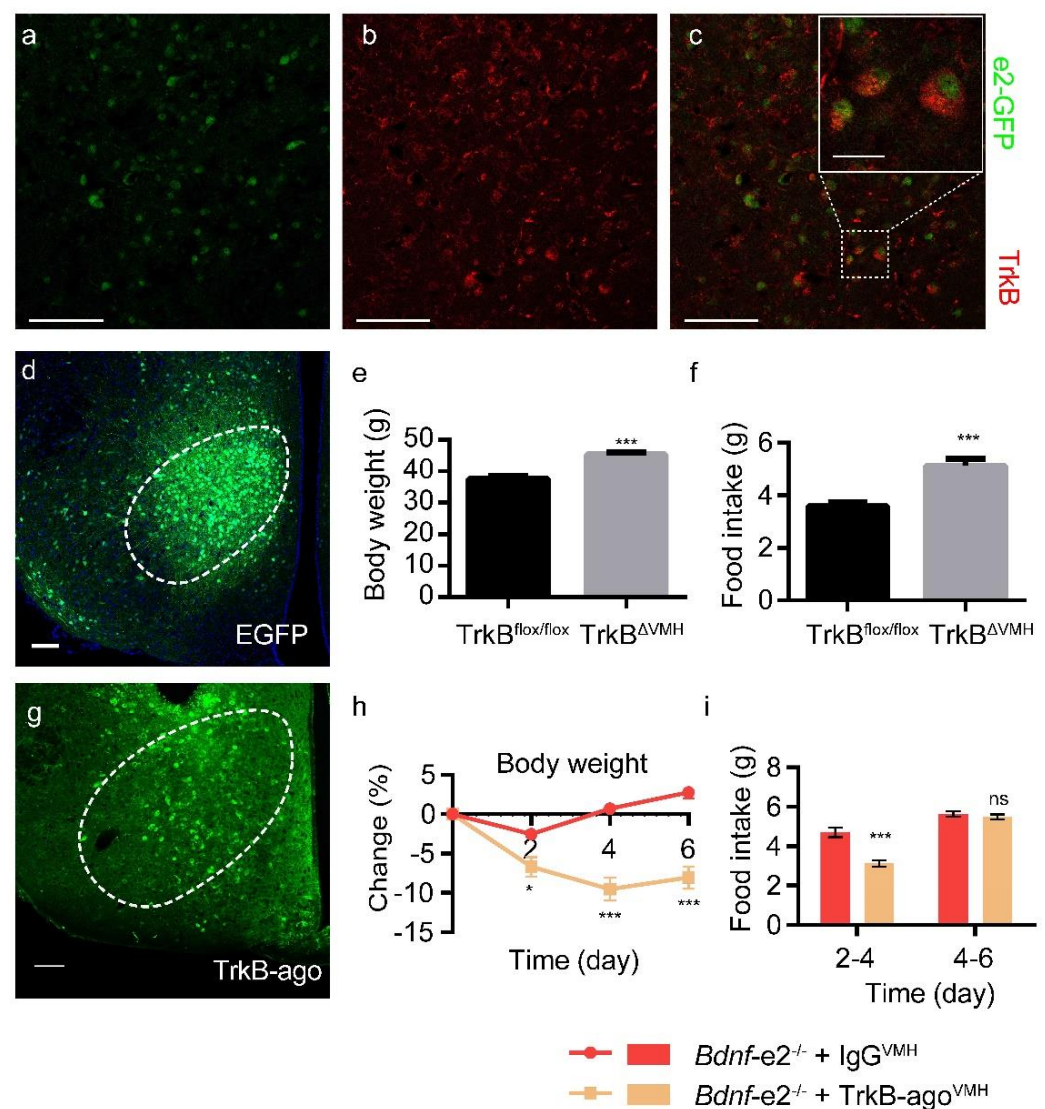 a
b
c
e2-GFP
TrkB
d
EGFP
e
Body weight (g)
50
40
30
20
10
0
***
TrkBflox/flox TrkBΔVMH
f
Food intake (g)
6
4
2
0
***
TrkBflox/flox TrkBΔVMH
g
TrkB-ago
h
Body weight
Change (%)
5
0
-5
-10
-15
2 4 6
* *** ***
Time (day)
i
Food intake (g)
8
6
4
2
0
***
ns
2-4 4-6
Time (day)
Bdnf-e2-/- + IgGVMH
Bdnf-e2-/- + TrkB-agoVMH